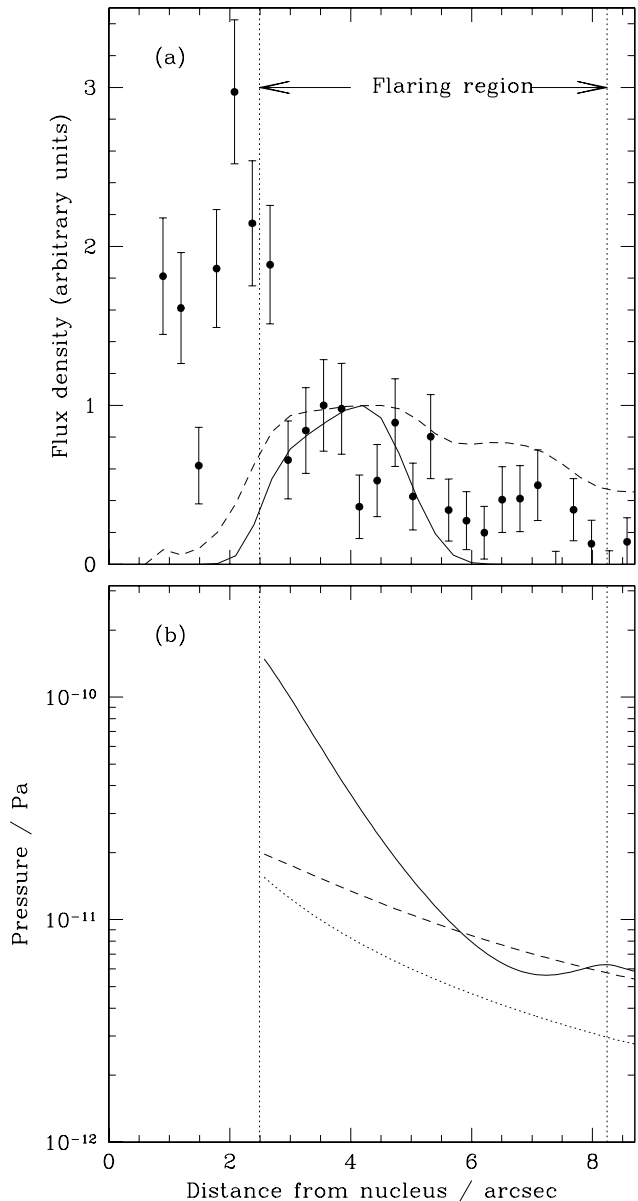 (a)
Flaring region
3
2
1
0
Flux density (arbitrary units)
(b)
10⁻¹⁰
10⁻¹¹
10⁻¹²
Pressure / Pa
0 2 4 6 8
Distance from nucleus / arcsec